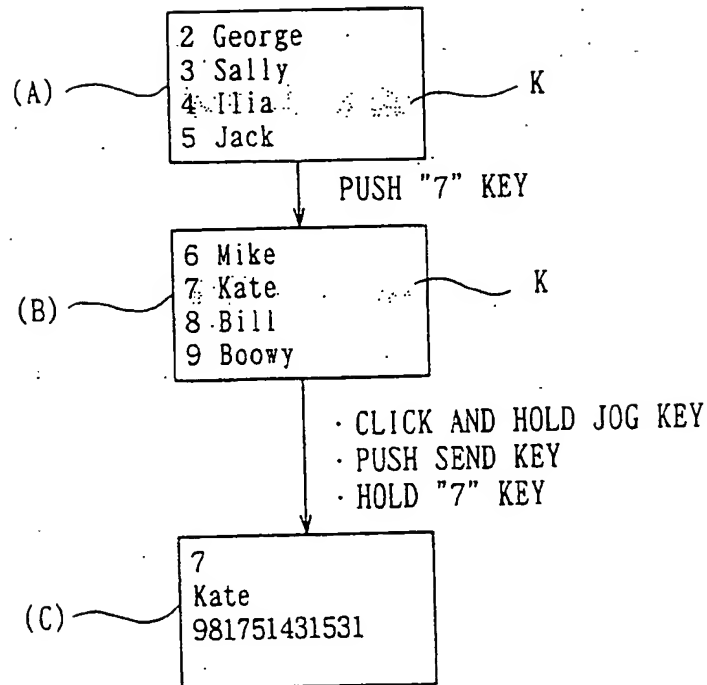 2 George
3 Sally
(A)
4 Ilia
K
5 Jack
PUSH "7" KEY
6 Mike
7 Kate
K
(B)
8 Bill
9 Boowy
· CLICK AND HOLD JOG KEY
· PUSH SEND KEY
· HOLD "7" KEY
7
Kate
(C)
981751431531